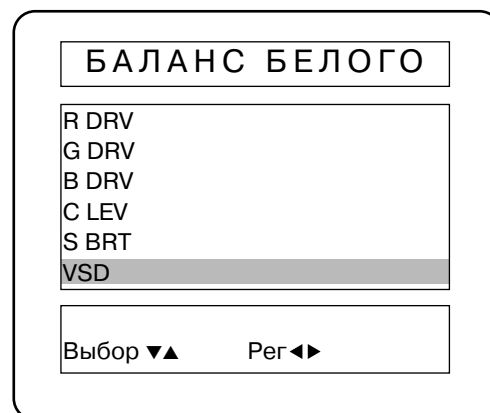 БАЛАНС БЕЛОГО
R DRV
G DRV
B DRV
C LEV
S BRT
VSD
Выбор ▼▲ Рег◀▶